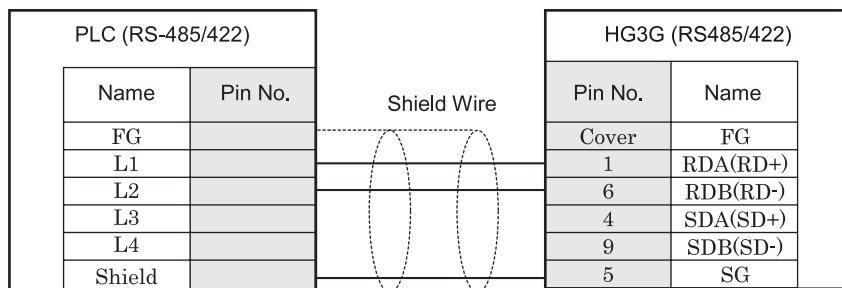 PLC (RS-485/422)
HG3G (RS485/422)
Name Pin No.
Shield Wire
Pin No. Name
FG Cover FG
L1 1 RDA(RD+)
L2 6 RDB(RD-)
L3 4 SDA(SD+)
L4 9 SDB(SD-)
Shield 5 SG